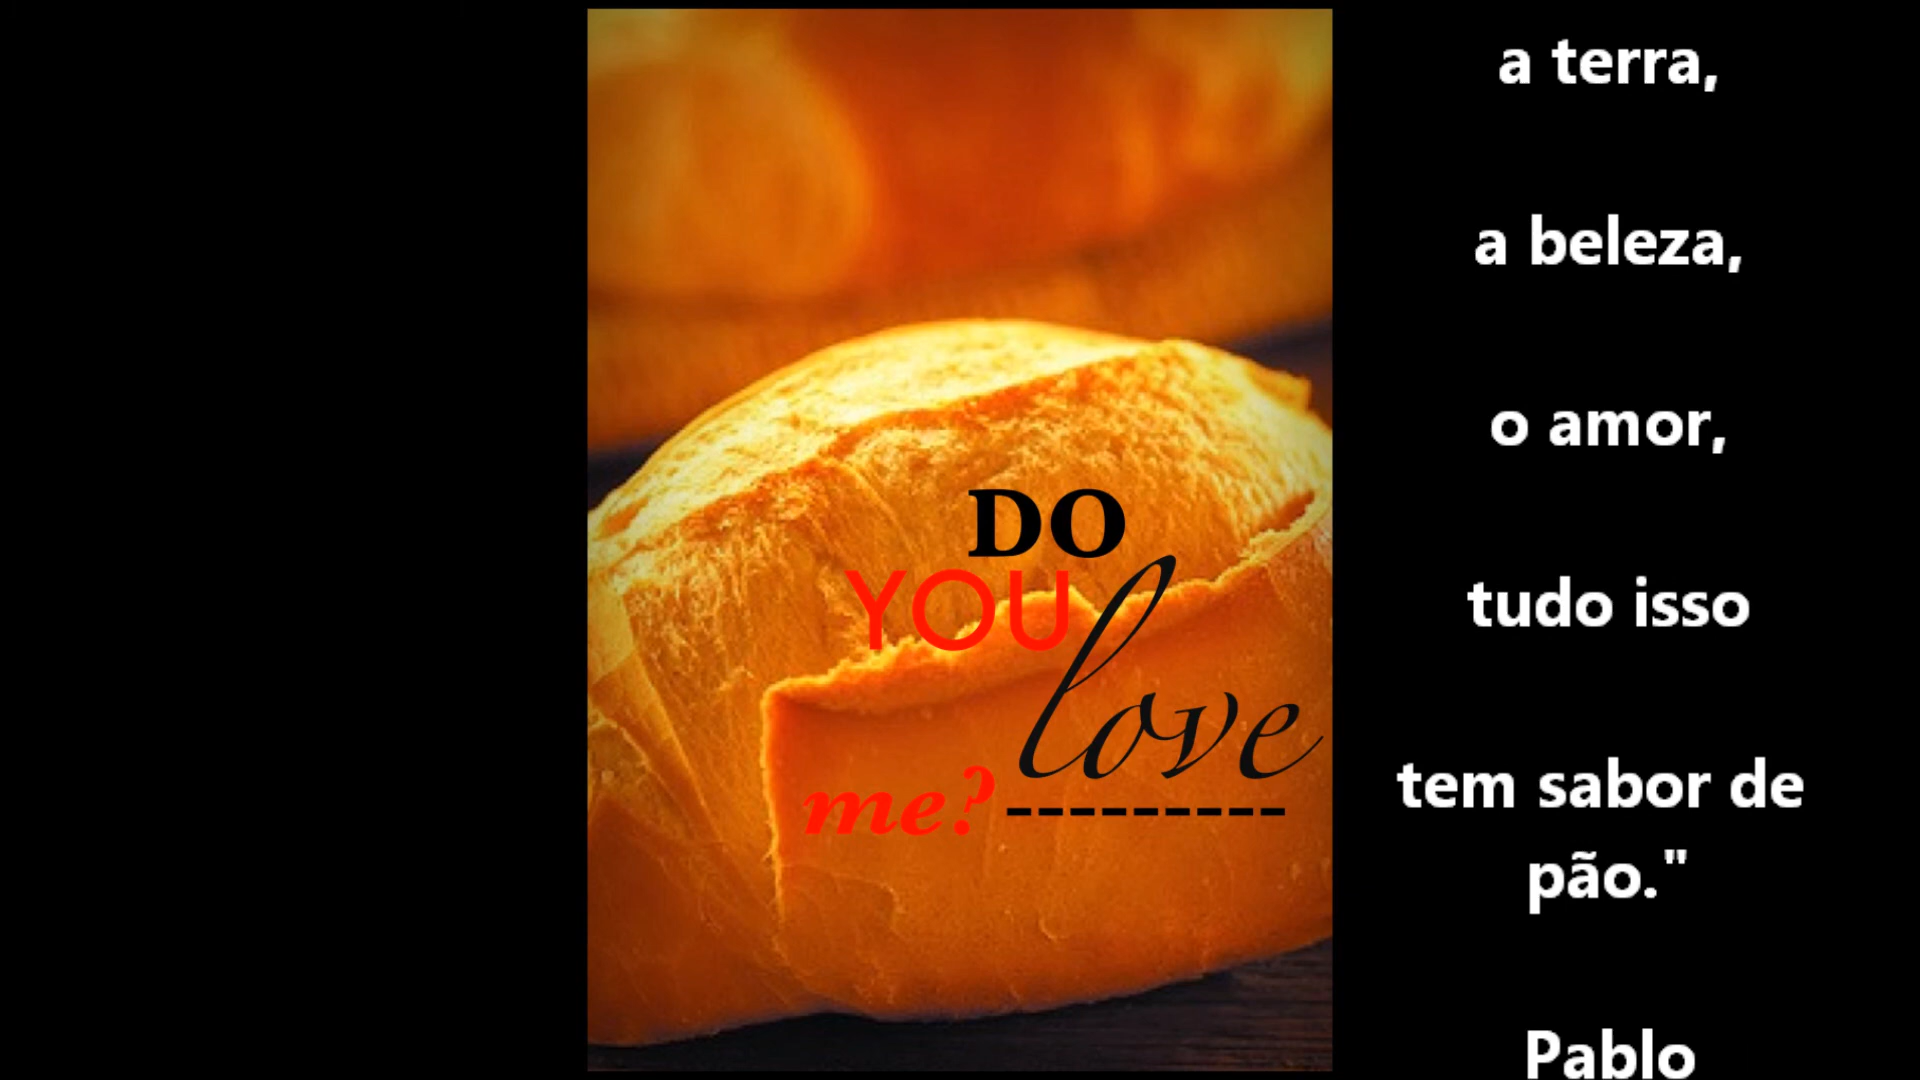 DO
YOU
love
me? ---------
a terra,
a beleza,
o amor,
tudo isso
tem sabor de
pão."
Pablo